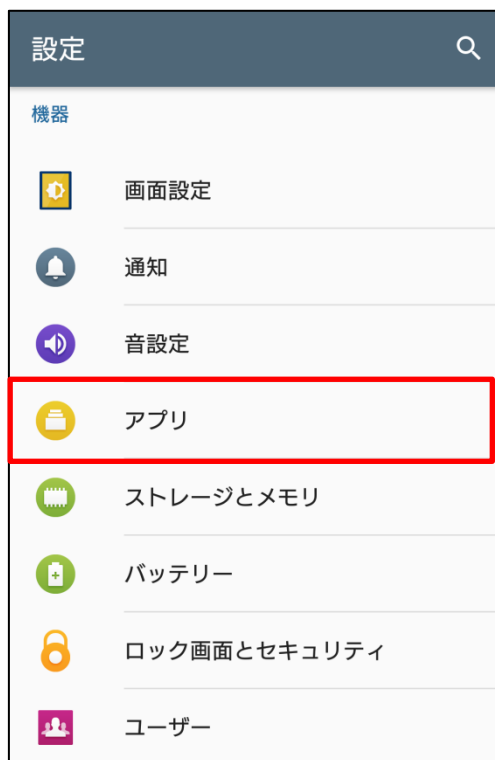 設定
機器
画面設定
通知
音設定
アプリ
ストレージとメモリ
バッテリー
ロック画面とセキュリティ
ユーザー